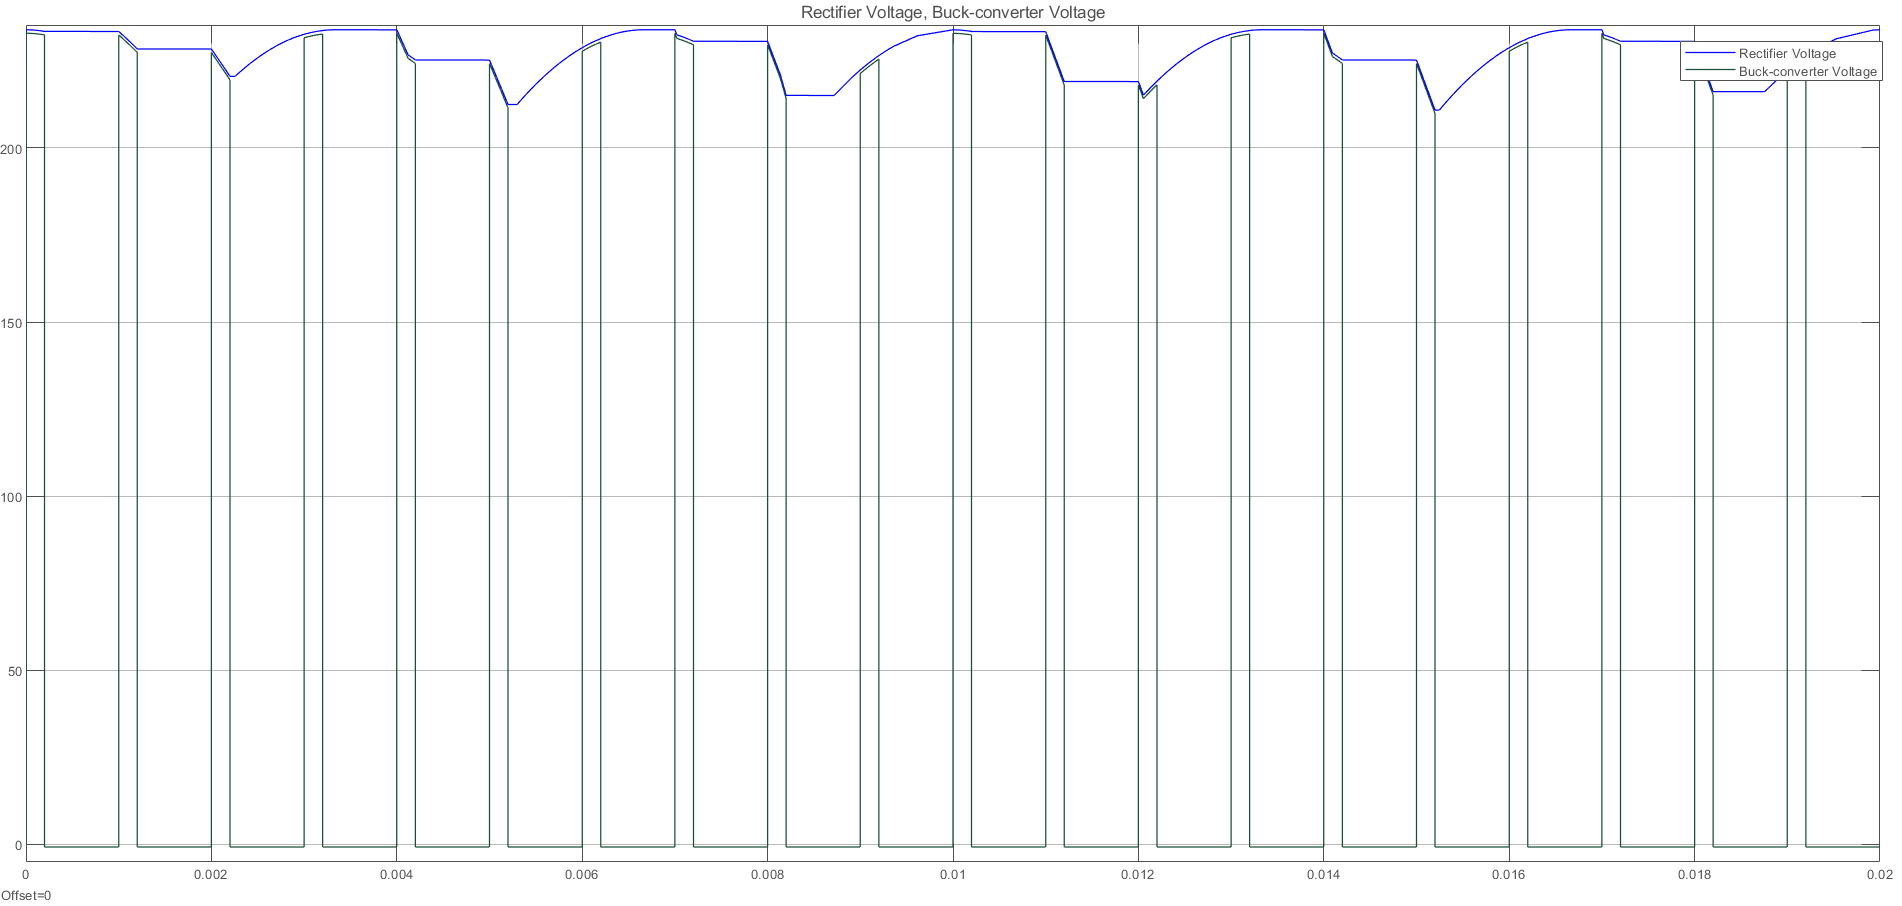 Rectifier Voltage, Buck-converter Voltage
Rectifier Voltage
Buck-converter Voltage
200
150
100
50
0
0 0.002 0.004 0.006 0.008 0.01 0.012 0.014 0.016 0.018 0.02
Offset=0